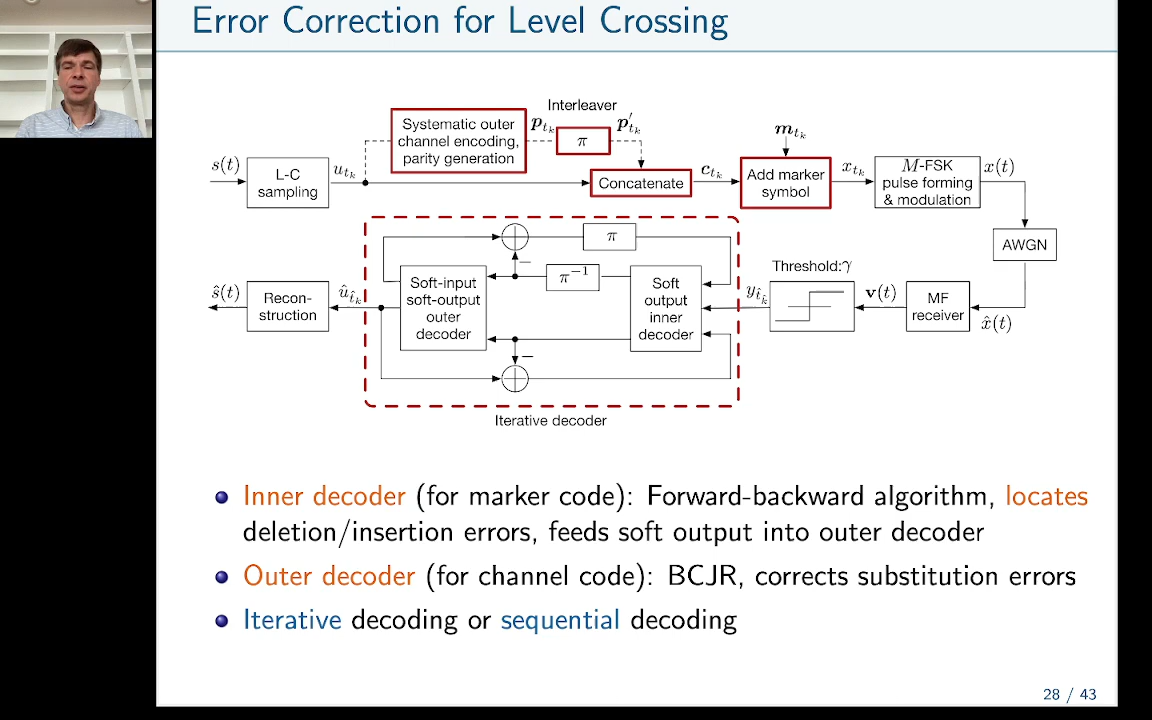 Error Correction for Level Crossing
Interleaver
Systematic outer
channel encoding,
parity generation
𝒑_{t_k}
π
𝒑′_{t_k}
𝒎_{t_k}
s(t)
L-C
sampling
u_{t_k}
Concatenate
𝒄_{t_k}
Add marker
symbol
x_{t_k}
M-FSK
pulse forming
& modulation
x(t)
π
AWGN
Threshold:γ
π⁻¹
−
ŝ(t)
Recon-
struction
û_{t̂_k}
Soft-input
soft-output
outer
decoder
Soft
output
inner
decoder
y_{t̂_k̂}
v(t)
MF
receiver
x̂(t)
−
Iterative decoder
Inner decoder (for marker code): Forward-backward algorithm, locates
deletion/insertion errors, feeds soft output into outer decoder
Outer decoder (for channel code): BCJR, corrects substitution errors
Iterative decoding or sequential decoding
28 / 43